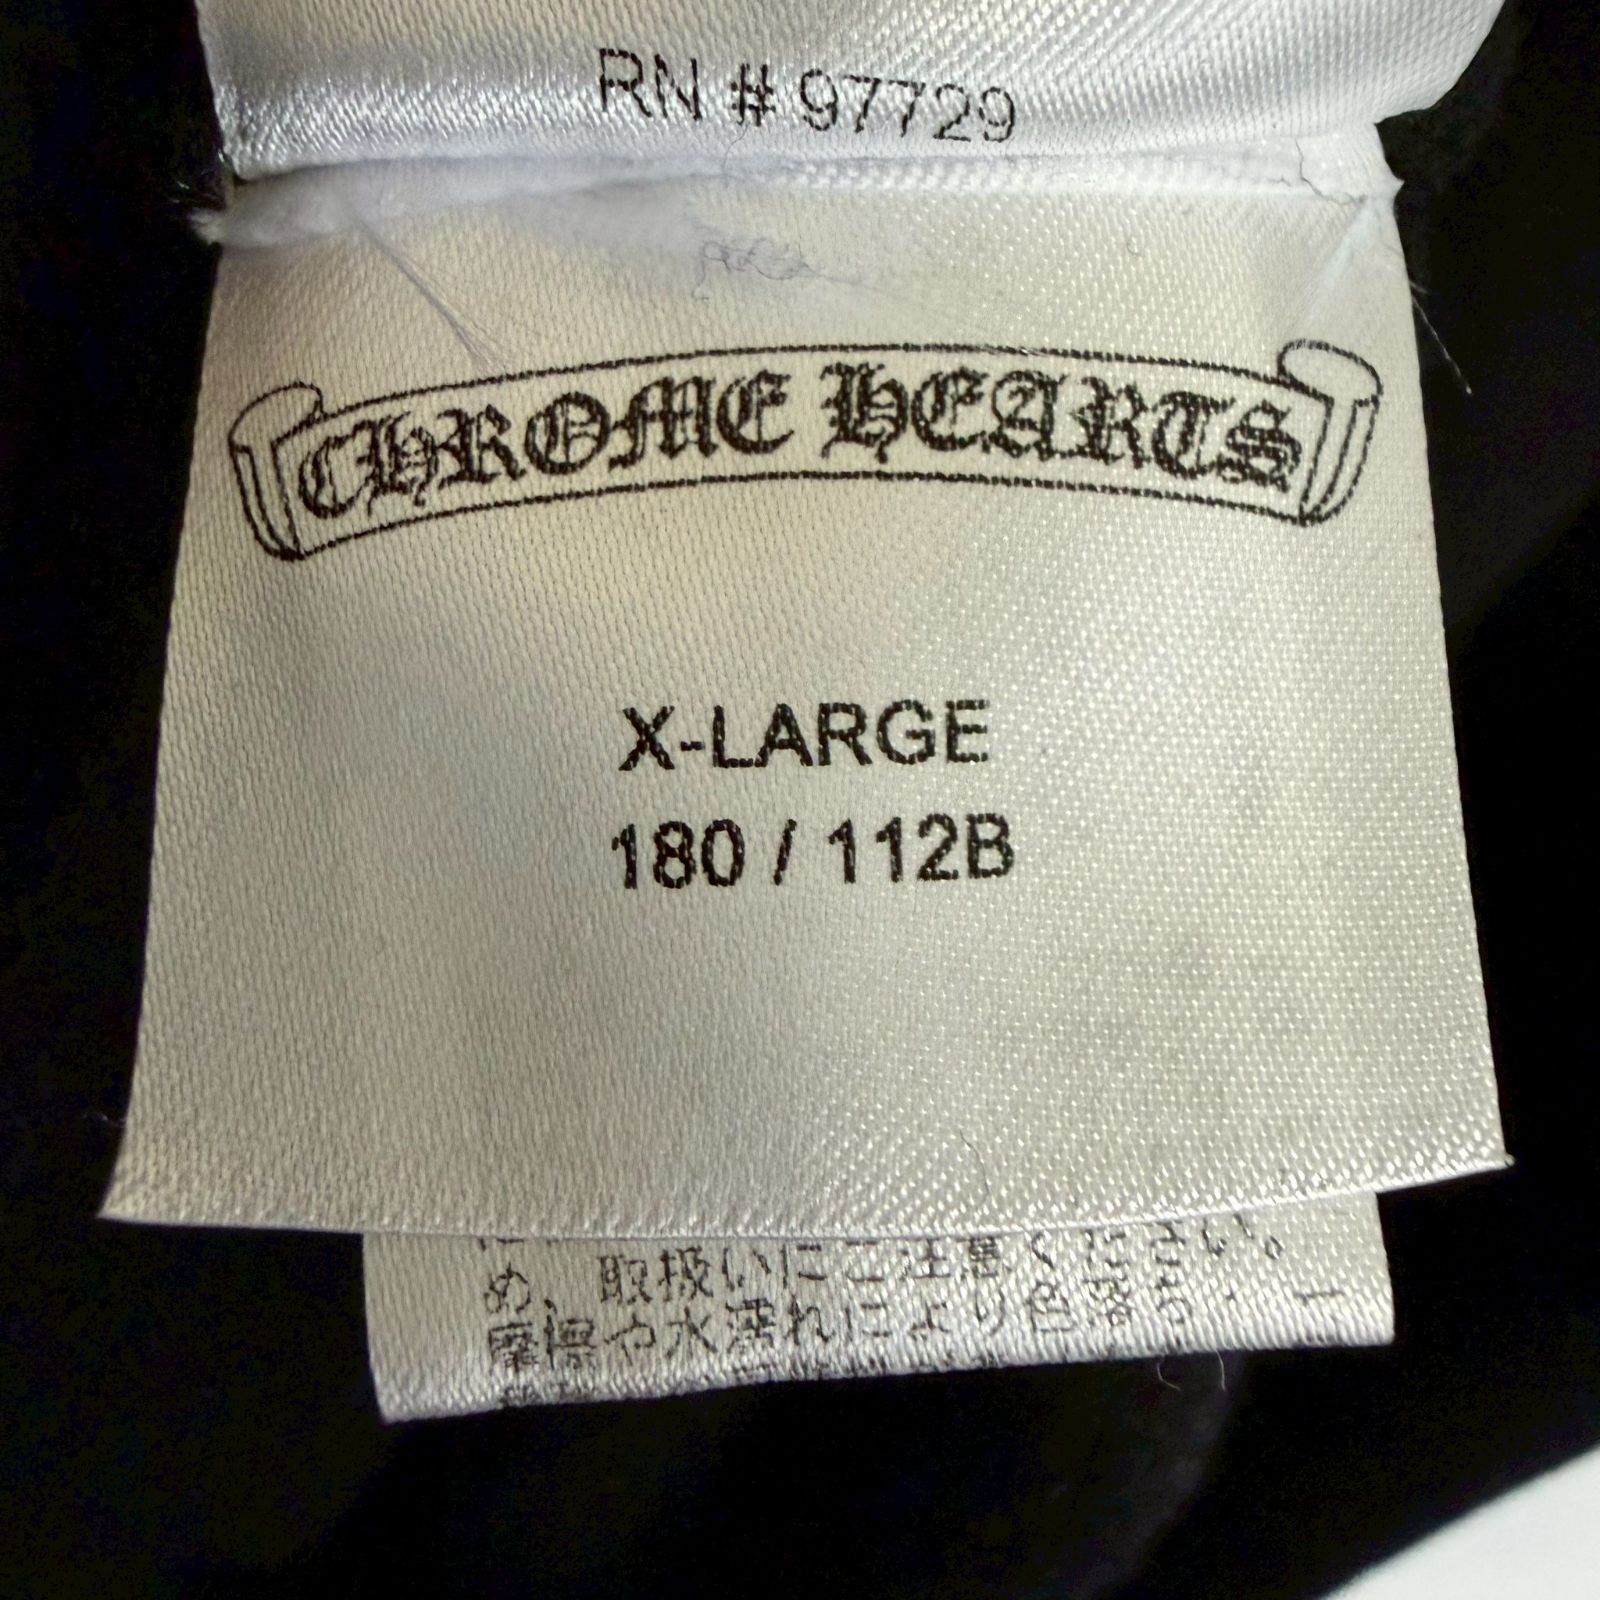 RN # 97729
CHROME HEARTS
X-LARGE
180 / 112B
め、取扱いにご注意ください。
摩擦や水濡れにより色落ち